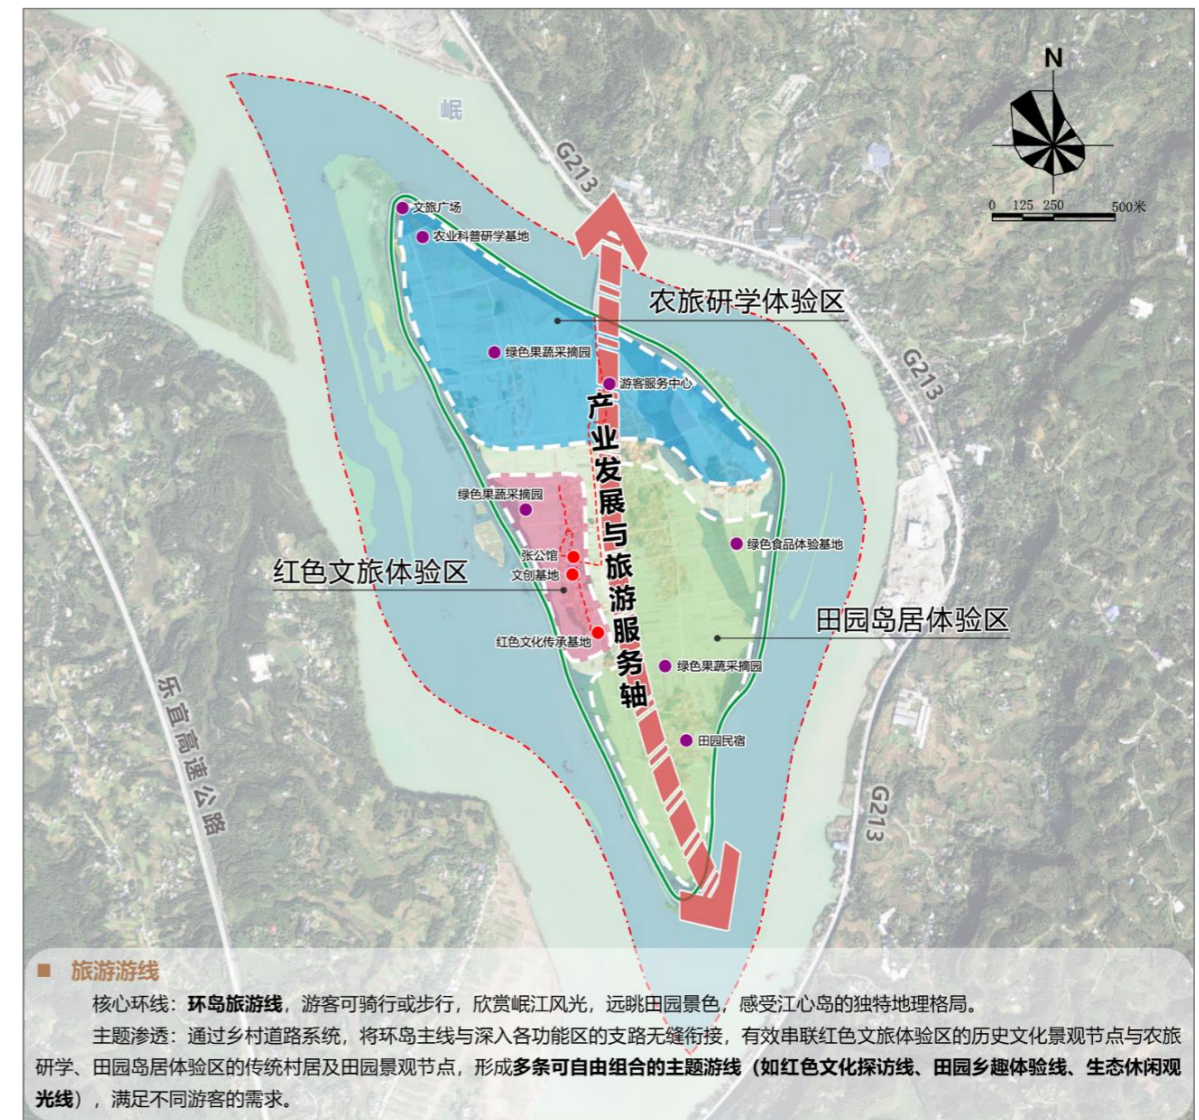 N
岷
G213
0 125 250 500米
文旅广场
农业科普研学基地
农旅研学体验区
绿色果蔬采摘园
G213
游客服务中心
产业发展与旅游服务轴
绿色果蔬采摘园
绿色食品体验基地
张公馆
红色文旅体验区
文创基地
田园岛居体验区
红色文化传承基地
绿色果蔬采摘园
乐宜高速公路
田园民宿
G213
■ 旅游游线
核心环线：环岛旅游线，游客可骑行或步行，欣赏岷江风光，远眺田园景色，感受江心岛的独特地理格局。
主题渗透：通过乡村道路系统，将环岛主线与深入各功能区的支路无缝衔接，有效串联红色文旅体验区的历史文化景观节点与农旅
研学、田园岛居体验区的传统村居及田园景观节点，形成多条可自由组合的主题游线（如红色文化探访线、田园乡趣体验线、生态休闲观
光线），满足不同游客的需求。